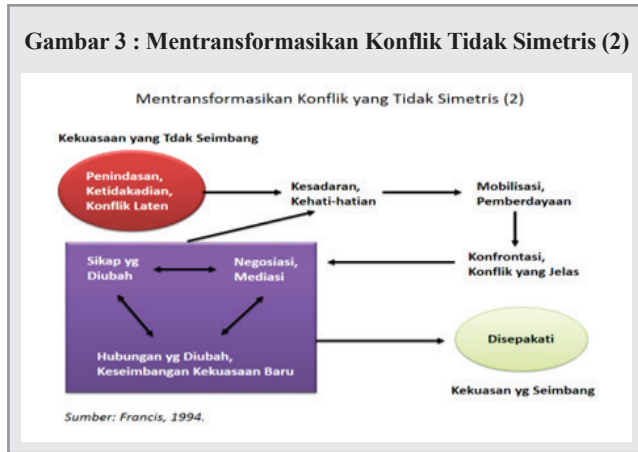 Gambar 3 : Mentransformasikan Konflik Tidak Simetris (2)
Mentransformasikan Konflik yang Tidak Simetris (2)
Kekuasaan yang Tdak Seimbang
Penindasan,
Ketidakadian,
Konflik Laten
Kesadaran,
Kehati-hatian
Mobilisasi,
Pemberdayaan
Konfrontasi,
Konflik yang Jelas
Sikap yg
Diubah
Negosiasi,
Mediasi
Hubungan yg Diubah,
Keseimbangan Kekuasaan Baru
Disepakati
Kekuasan yg Seimbang
Sumber: Francis, 1994.